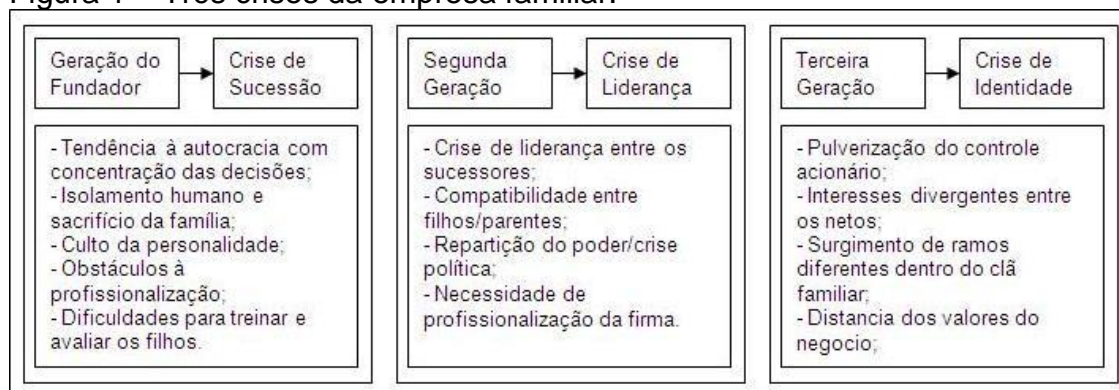 Figura 1 – Três crises da empresa familiar.
Geração do
Fundador
Crise de
Sucessão
- Tendência à autocracia com
concentração das decisões;
- Isolamento humano e
sacrifício da família;
- Culto da personalidade;
- Obstáculos à
profissionalização;
- Dificuldades para treinar e
avaliar os filhos.
Segunda
Geração
Crise de
Liderança
- Crise de liderança entre os
sucessores;
- Compatibilidade entre
filhos/parentes;
- Repartição do poder/crise
política;
- Necessidade de
profissionalização da firma.
Terceira
Geração
Crise de
Identidade
- Pulverização do controle
acionário;
- Interesses divergentes entre
os netos;
- Surgimento de ramos
diferentes dentro do clã
familiar;
- Distancia dos valores do
negocio;